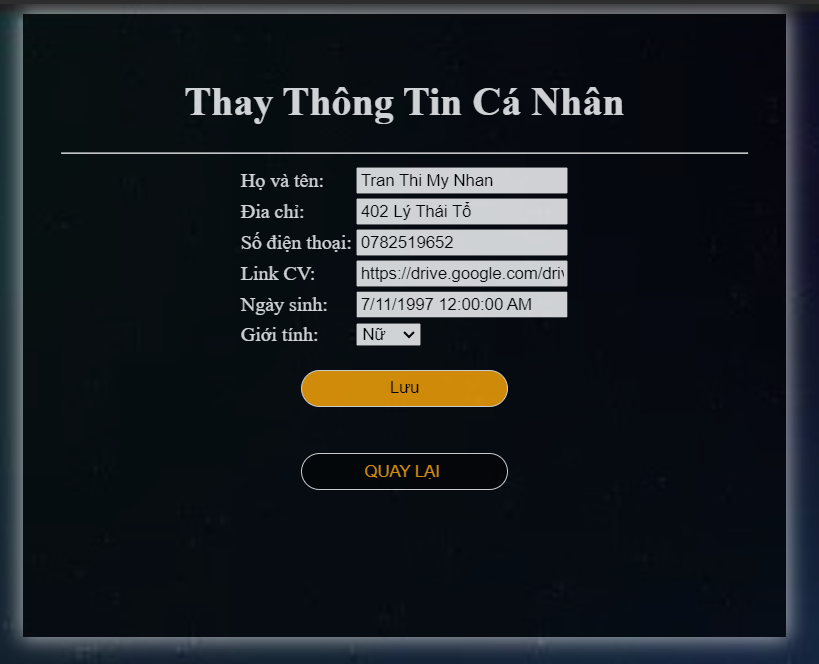 Thay Thông Tin Cá Nhân
Họ và tên: Tran Thi My Nhan
Đia chỉ: 402 Lý Thái Tổ
Số điện thoại: 0782519652
Link CV: https://drive.google.com/driv
Ngày sinh: 7/11/1997 12:00:00 AM
Giới tính: Nữ
Lưu
QUAY LẠI